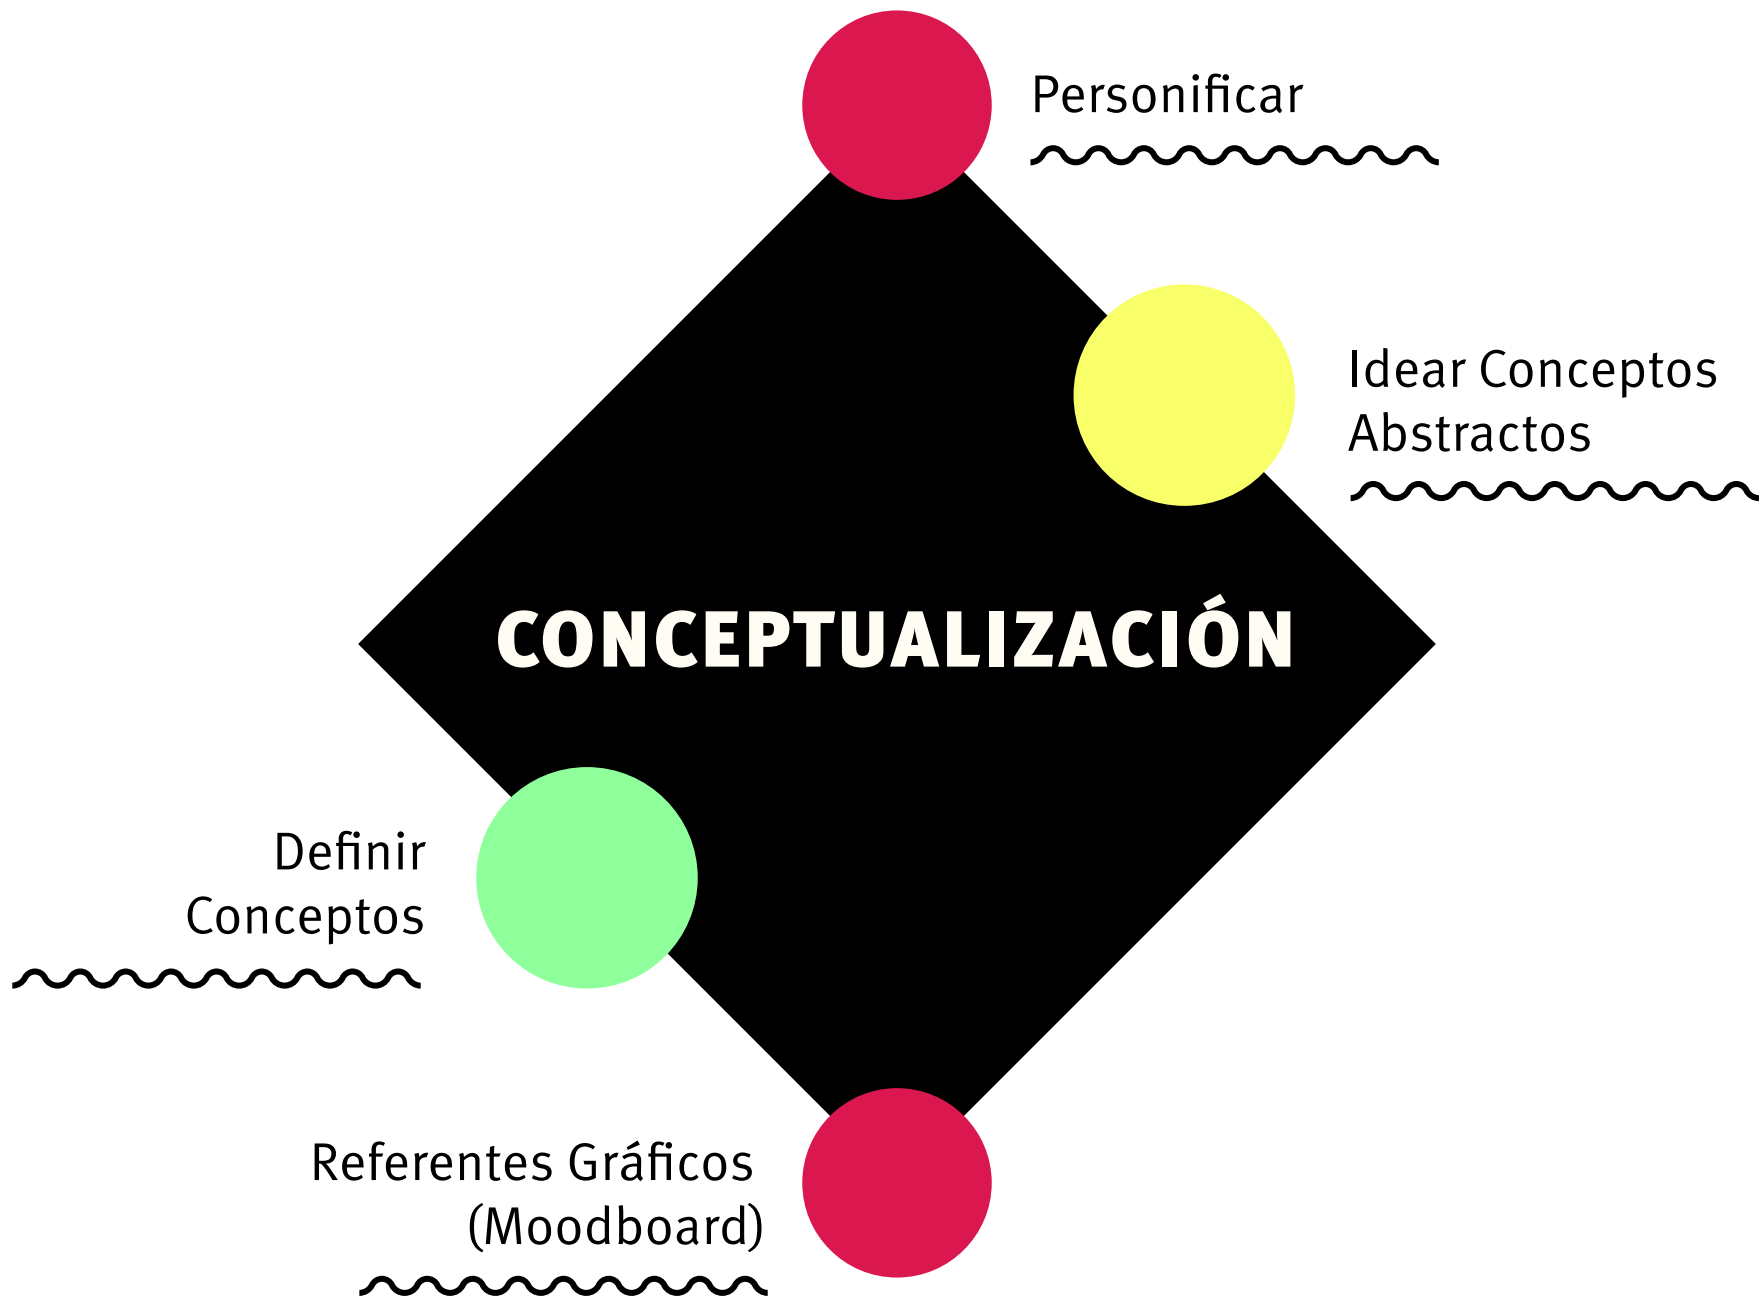 Personificar
Idear Conceptos
Abstractos
CONCEPTUALIZACIÓN
Definir
Conceptos
Referentes Gráficos
(Moodboard)